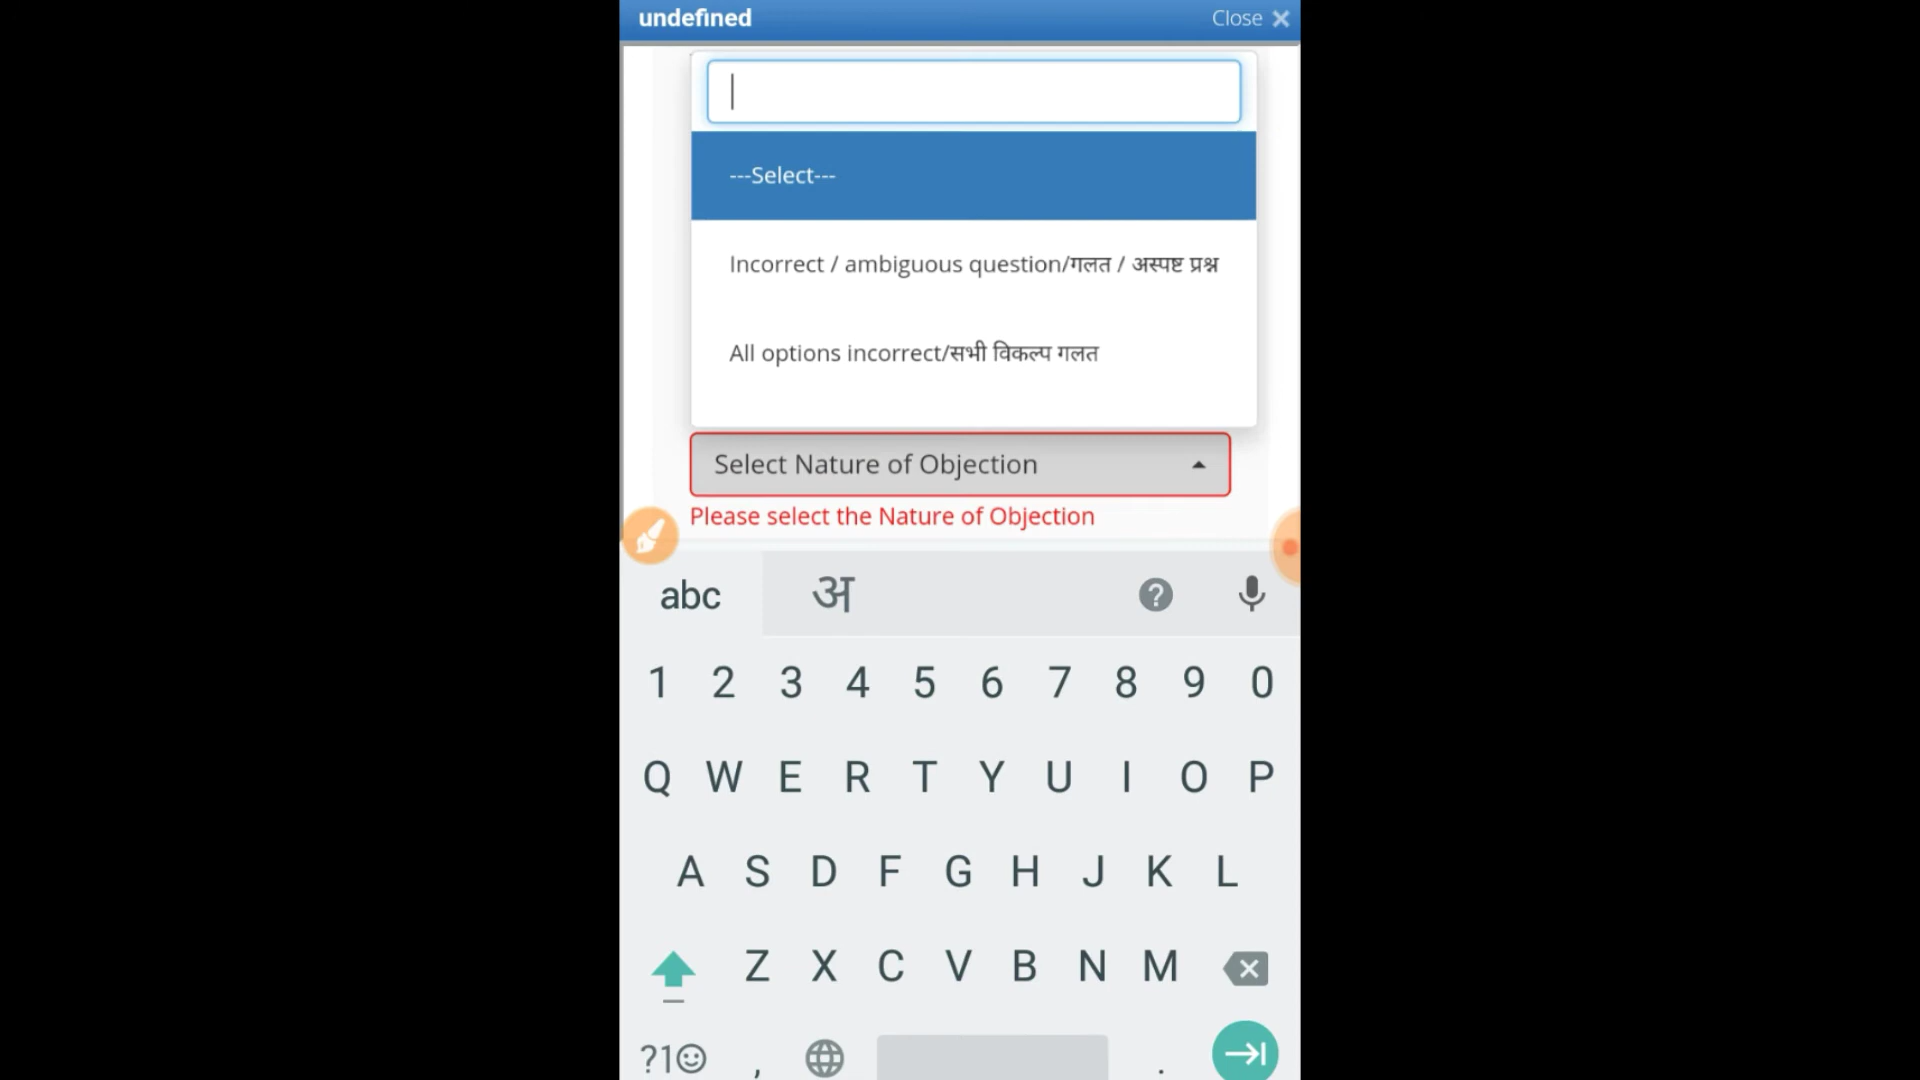 undefined
Close
---Select---
Incorrect / ambiguous question/गलत / अस्पष्ट प्रश्न
All options incorrect/सभी विकल्प गलत
Select Nature of Objection
Please select the Nature of Objection
abc अ
1 2 3 4 5 6 7 8 9 0
Q W E R T Y U I O P
A S D F G H J K L
Z X C V B N M
?1 , .